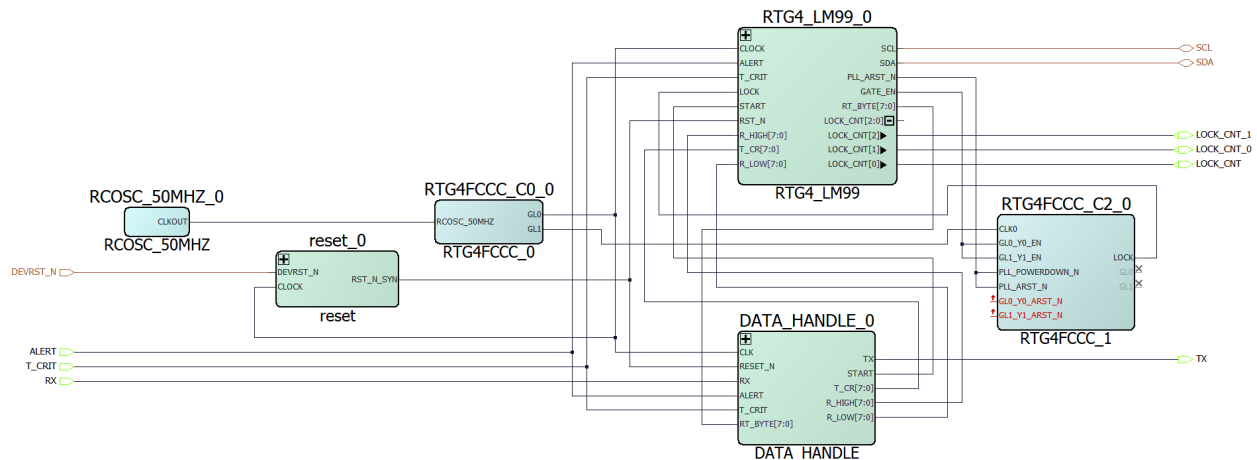 RTG4_LM99_0
CLOCK
ALERT
T_CRIT
LOCK
START
RST_N
R_HIGH[7:0]
T_CR[7:0]
R_LOW[7:0]
SCL
SDA
PLL_ARST_N
GATE_EN
RT_BYTE[7:0]
LOCK_CNT[2:0]
LOCK_CNT[2]
LOCK_CNT[1]
LOCK_CNT[0]
RTG4_LM99
SCL
SDA
LOCK_CNT_1
LOCK_CNT_0
LOCK_CNT
RCOSC_50MHZ_0
CLKOUT
RCOSC_50MHZ
RTG4FCCC_C0_0
RCOSC_50MHZ
GL0
GL1
RTG4FCCC_0
RTG4FCCC_C2_0
CLK0
GL0_Y0_EN
GL1_Y1_EN
PLL_POWERDOWN_N
PLL_ARST_N
GL0_Y0_ARST_N
GL1_Y1_ARST_N
LOCK
GL0
GL1
RTG4FCCC_1
DEVRST_N
reset_0
DEVRST_N
CLOCK
RST_N_SYN
reset
ALERT
T_CRIT
RX
DATA_HANDLE_0
CLK
RESET_N
RX
ALERT
T_CRIT
RT_BYTE[7:0]
TX
START
T_CR[7:0]
R_HIGH[7:0]
R_LOW[7:0]
DATA_HANDLE
TX